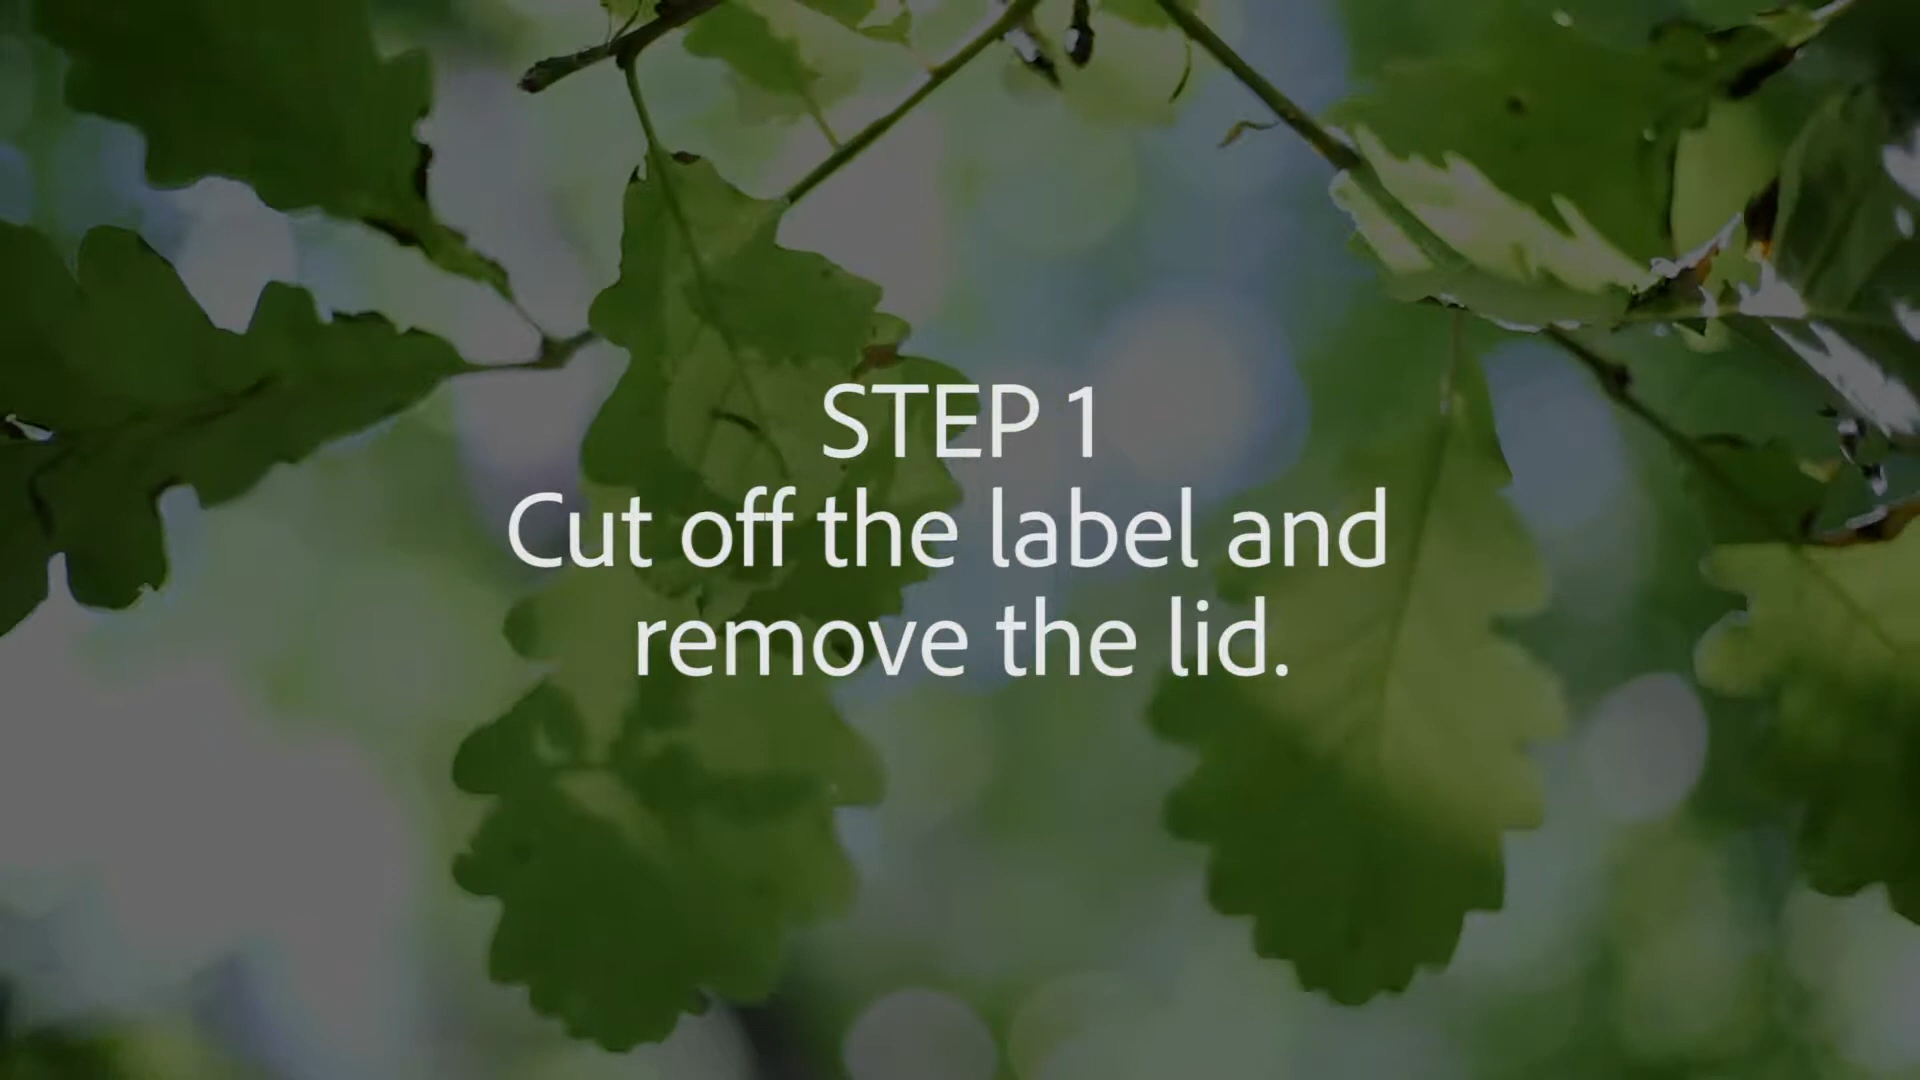 STEP 1
Cut off the label and
remove the lid.